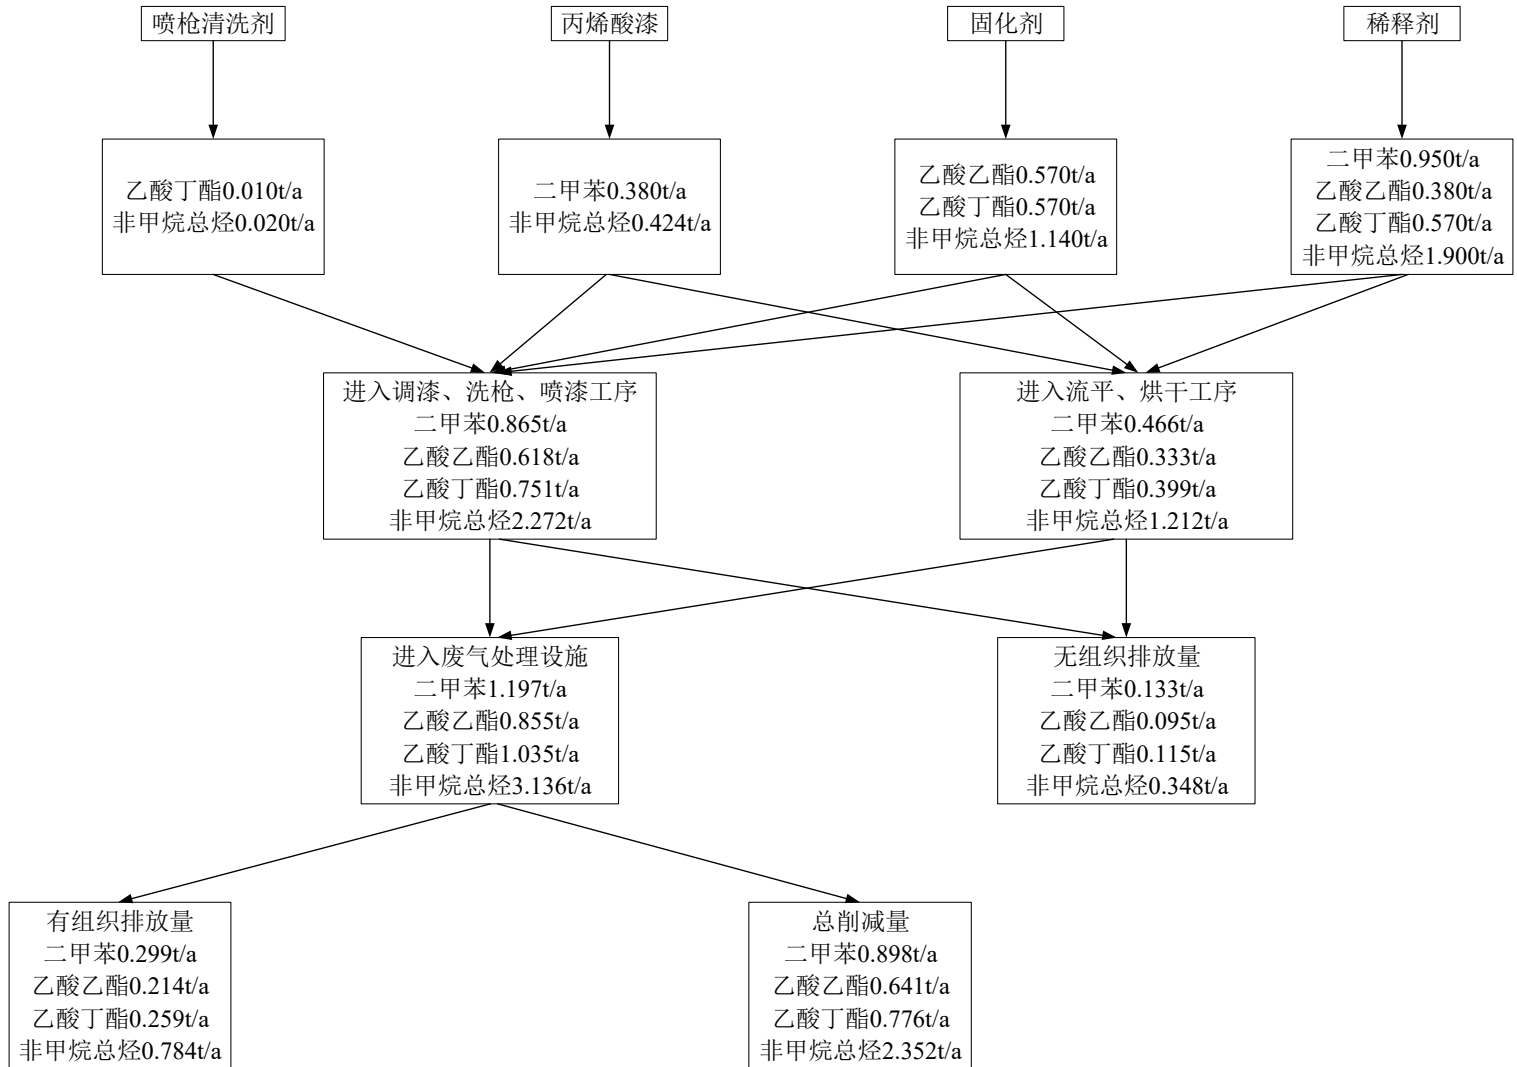 喷枪清洗剂
丙烯酸漆
固化剂
稀释剂
乙酸丁酯0.010t/a
非甲烷总烃0.020t/a
二甲苯0.380t/a
非甲烷总烃0.424t/a
乙酸乙酯0.570t/a
乙酸丁酯0.570t/a
非甲烷总烃1.140t/a
二甲苯0.950t/a
乙酸乙酯0.380t/a
乙酸丁酯0.570t/a
非甲烷总烃1.900t/a
进入调漆、洗枪、喷漆工序
二甲苯0.865t/a
乙酸乙酯0.618t/a
乙酸丁酯0.751t/a
非甲烷总烃2.272t/a
进入流平、烘干工序
二甲苯0.466t/a
乙酸乙酯0.333t/a
乙酸丁酯0.399t/a
非甲烷总烃1.212t/a
进入废气处理设施
二甲苯1.197t/a
乙酸乙酯0.855t/a
乙酸丁酯1.035t/a
非甲烷总烃3.136t/a
无组织排放量
二甲苯0.133t/a
乙酸乙酯0.095t/a
乙酸丁酯0.115t/a
非甲烷总烃0.348t/a
有组织排放量
二甲苯0.299t/a
乙酸乙酯0.214t/a
乙酸丁酯0.259t/a
非甲烷总烃0.784t/a
总削减量
二甲苯0.898t/a
乙酸乙酯0.641t/a
乙酸丁酯0.776t/a
非甲烷总烃2.352t/a